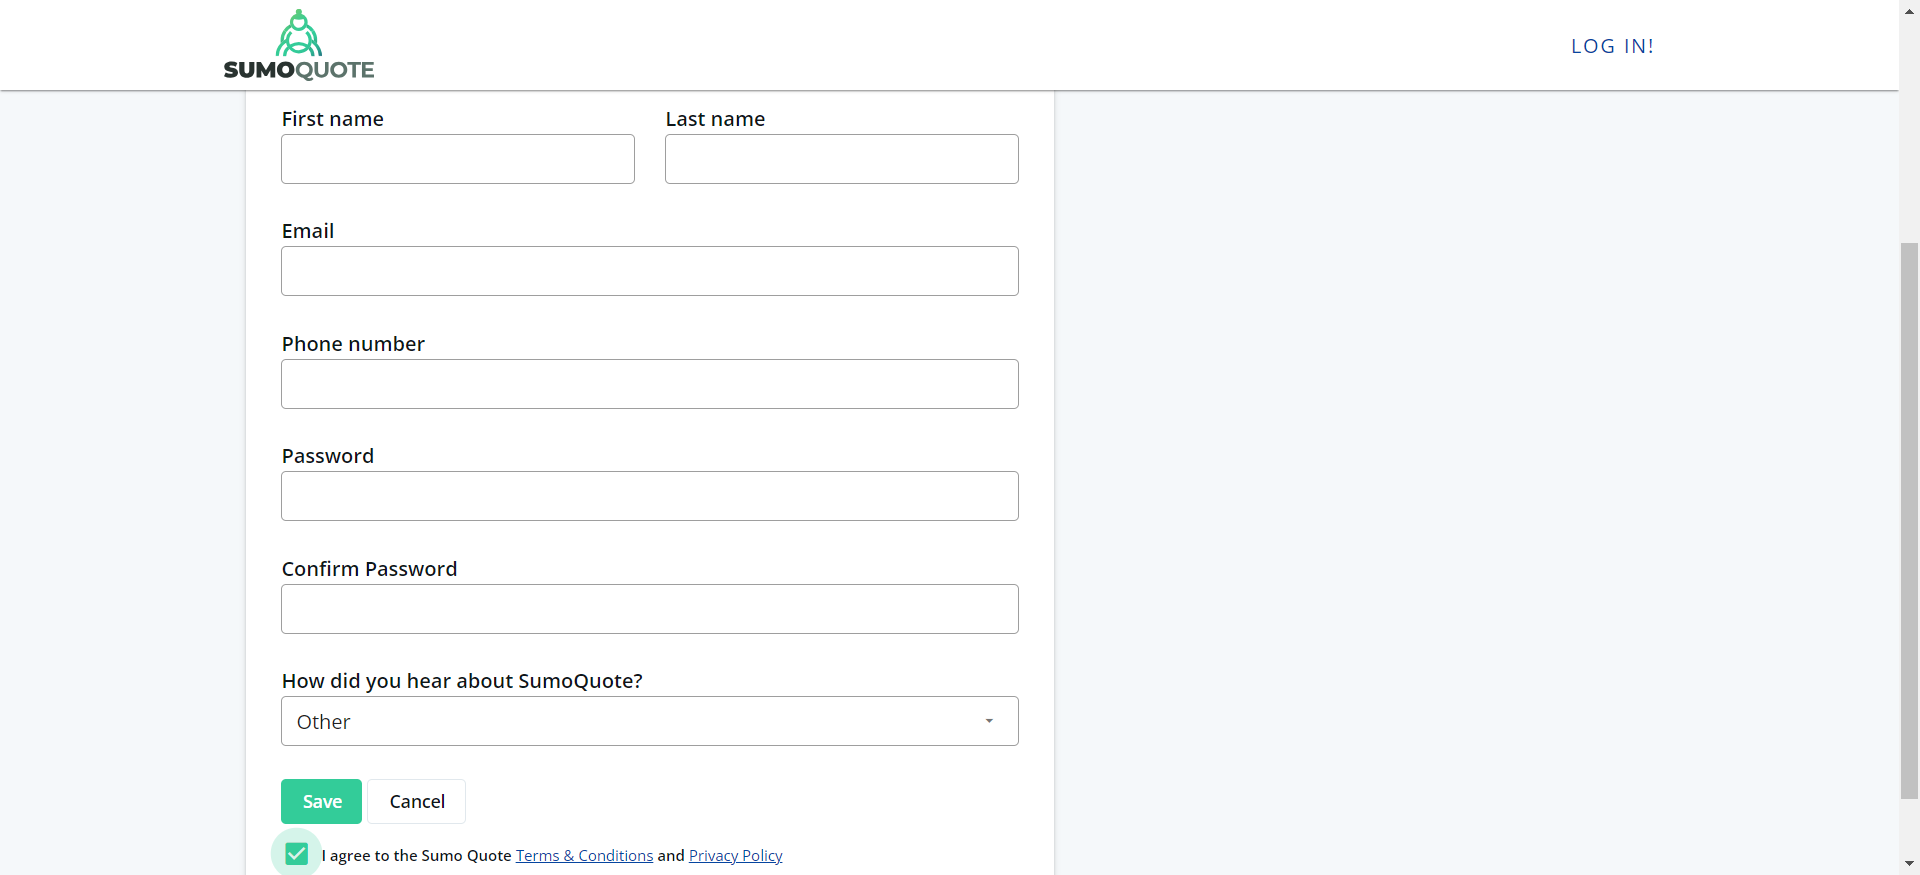 SUMOQUOTE
LOG IN!
First name
Last name
Email
Phone number
Password
Confirm Password
How did you hear about SumoQuote?
Other
Save
Cancel
I agree to the Sumo Quote Terms & Conditions and Privacy Policy